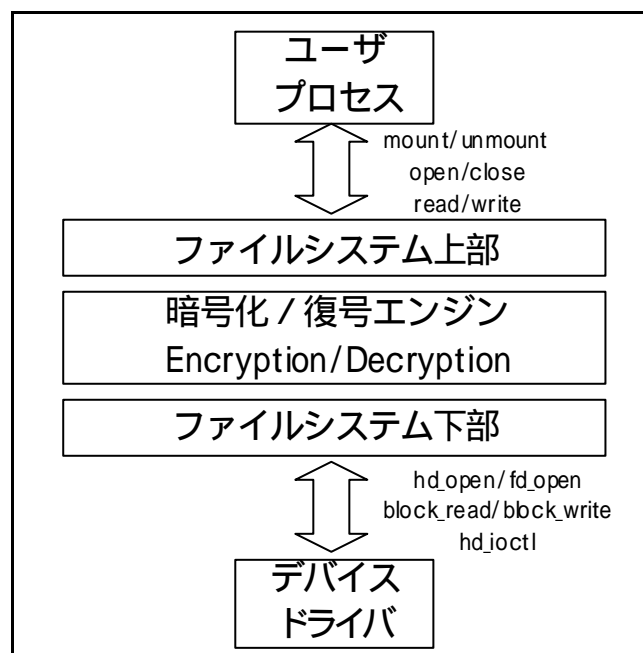 ユーザ
プロセス
mount/unmount
open/close
read/write
ファイルシステム上部
暗号化 / 復号エンジン
Encryption/Decryption
ファイルシステム下部
hd_open/fd_open
block_read/block_write
hd_ioctl
デバイス
ドライバ